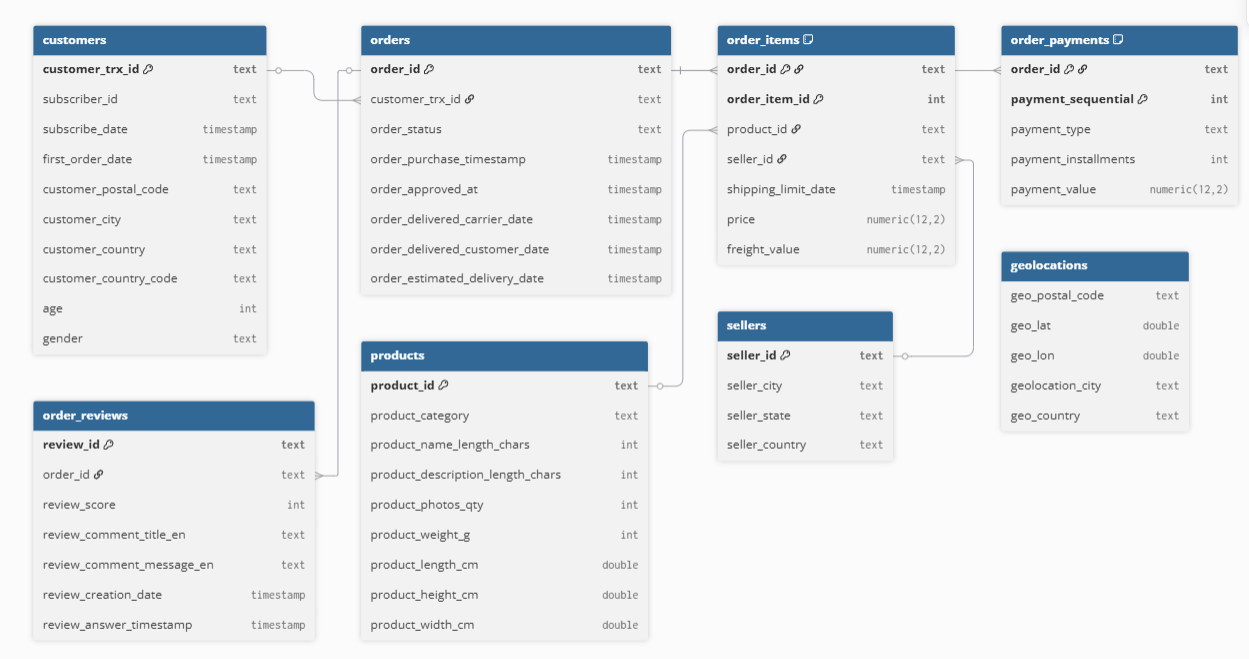 customers
customer_trx_id text
subscriber_id text
subscribe_date timestamp
first_order_date timestamp
customer_postal_code text
customer_city text
customer_country text
customer_country_code text
age int
gender text
orders
order_id text
customer_trx_id text
order_status text
order_purchase_timestamp timestamp
order_approved_at timestamp
order_delivered_carrier_date timestamp
order_delivered_customer_date timestamp
order_estimated_delivery_date timestamp
order_items
order_id text
order_item_id int
product_id text
seller_id text
shipping_limit_date timestamp
price numeric(12,2)
freight_value numeric(12,2)
order_payments
order_id text
payment_sequential int
payment_type text
payment_installments int
payment_value numeric(12,2)
geolocations
geo_postal_code text
geo_lat double
geo_lon double
geolocation_city text
geo_country text
sellers
seller_id text
seller_city text
seller_state text
seller_country text
products
product_id text
product_category text
product_name_length_chars int
product_description_length_chars int
product_photos_qty int
product_weight_g int
product_length_cm double
product_height_cm double
product_width_cm double
order_reviews
review_id text
order_id text
review_score int
review_comment_title_en text
review_comment_message_en text
review_creation_date timestamp
review_answer_timestamp timestamp